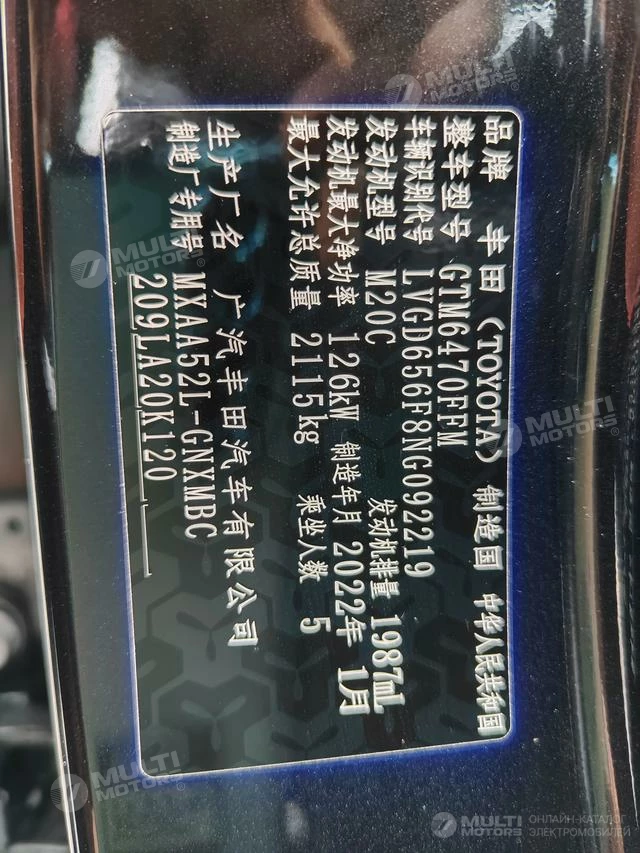 品牌 丰田（TOYOTA） 制造国 中华人民共和国
整车型号 GTM6470FFM
车辆识别代号 LVGD656F8NG092219
发动机型号 M20C 发动机排量 1987mL
发动机最大净功率 126kW 制造年月 2022年 1月
最大允许总质量 2115kg 乘坐人数 5
生产厂名 广汽丰田汽车有限公司
制造厂专用号 MXAA52L-GNXMBC
209LA20K120
MULTI MOTORS
MULTI MOTORS
MULTI MOTORS
MULTI MOTORS
MULTI MOTORS
MULTI MOTORS ОНЛАЙН-КАТАЛОГ ЭЛЕКТРОМОБИЛЕЙ